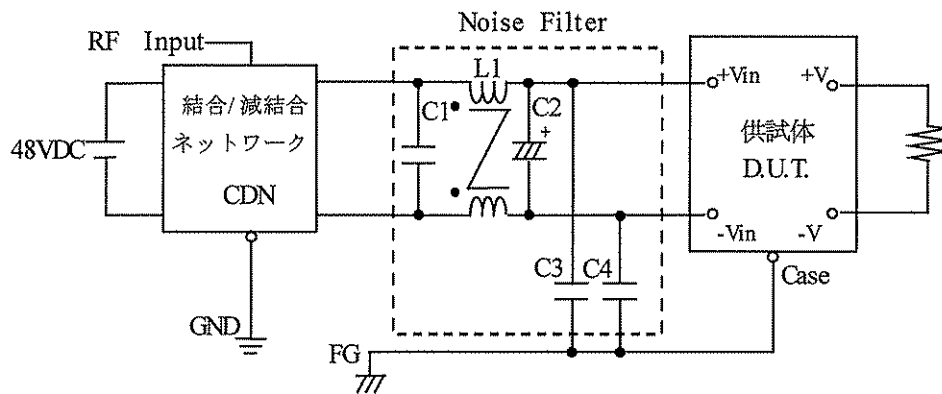 Noise Filter
RF Input
L1
C1
C2
+
+Vin
+V
結合/減結合
ネットワーク
CDN
48VDC
供試体
D.U.T.
-Vin
-V
C3
C4
Case
GND
FG